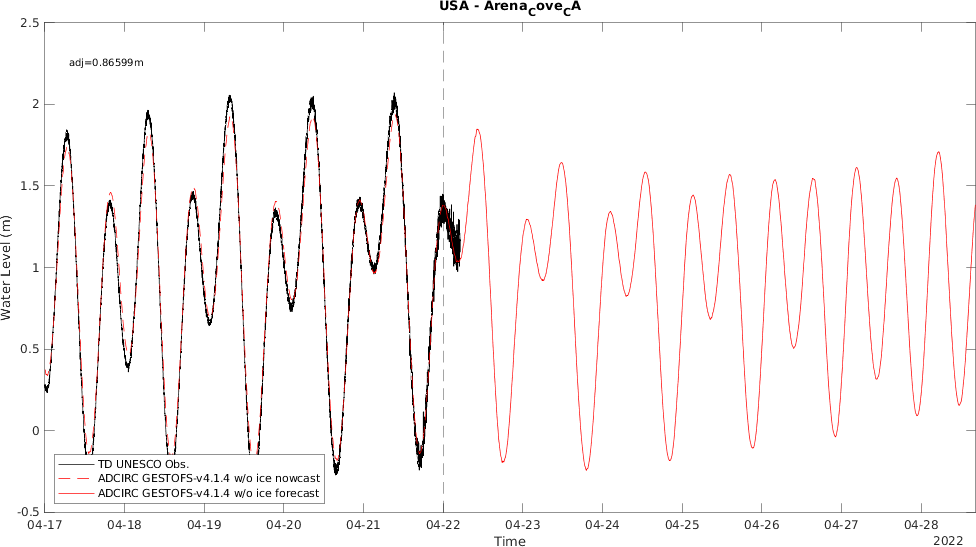 USA - ArenaCoveCA
2.5
adj=0.86599m
2
1.5
1
0.5
0
-0.5
Water Level (m)
TD UNESCO Obs.
ADCIRC GESTOFS-v4.1.4 w/o ice nowcast
ADCIRC GESTOFS-v4.1.4 w/o ice forecast
04-17 04-18 04-19 04-20 04-21 04-22 04-23 04-24 04-25 04-26 04-27 04-28
Time
2022